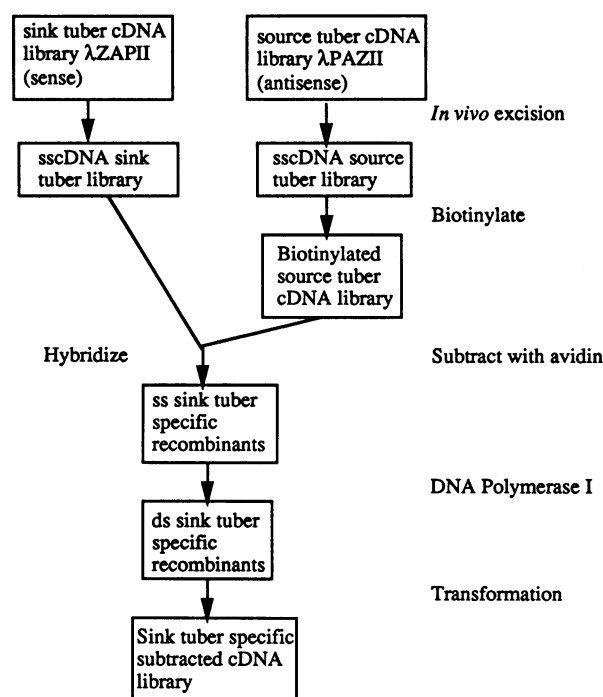 sink tuber cDNA
library λZAPII
(sense)
source tuber cDNA
library λPAZII
(antisense)
In vivo excision
sscDNA sink
tuber library
sscDNA source
tuber library
Biotinylate
Biotinylated
source tuber
cDNA library
Hybridize
Subtract with avidin
ss sink tuber
specific
recombinants
DNA Polymerase I
ds sink tuber
specific
recombinants
Transformation
Sink tuber specific
subtracted cDNA
library